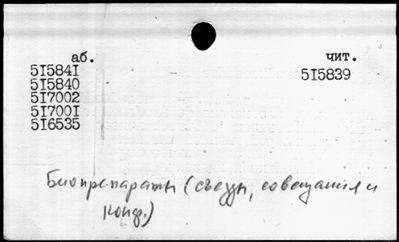 аб. чит.
515841 515839
515840
517002
517001
516535
Биопрепараты (съезды, совещания и
конф.)